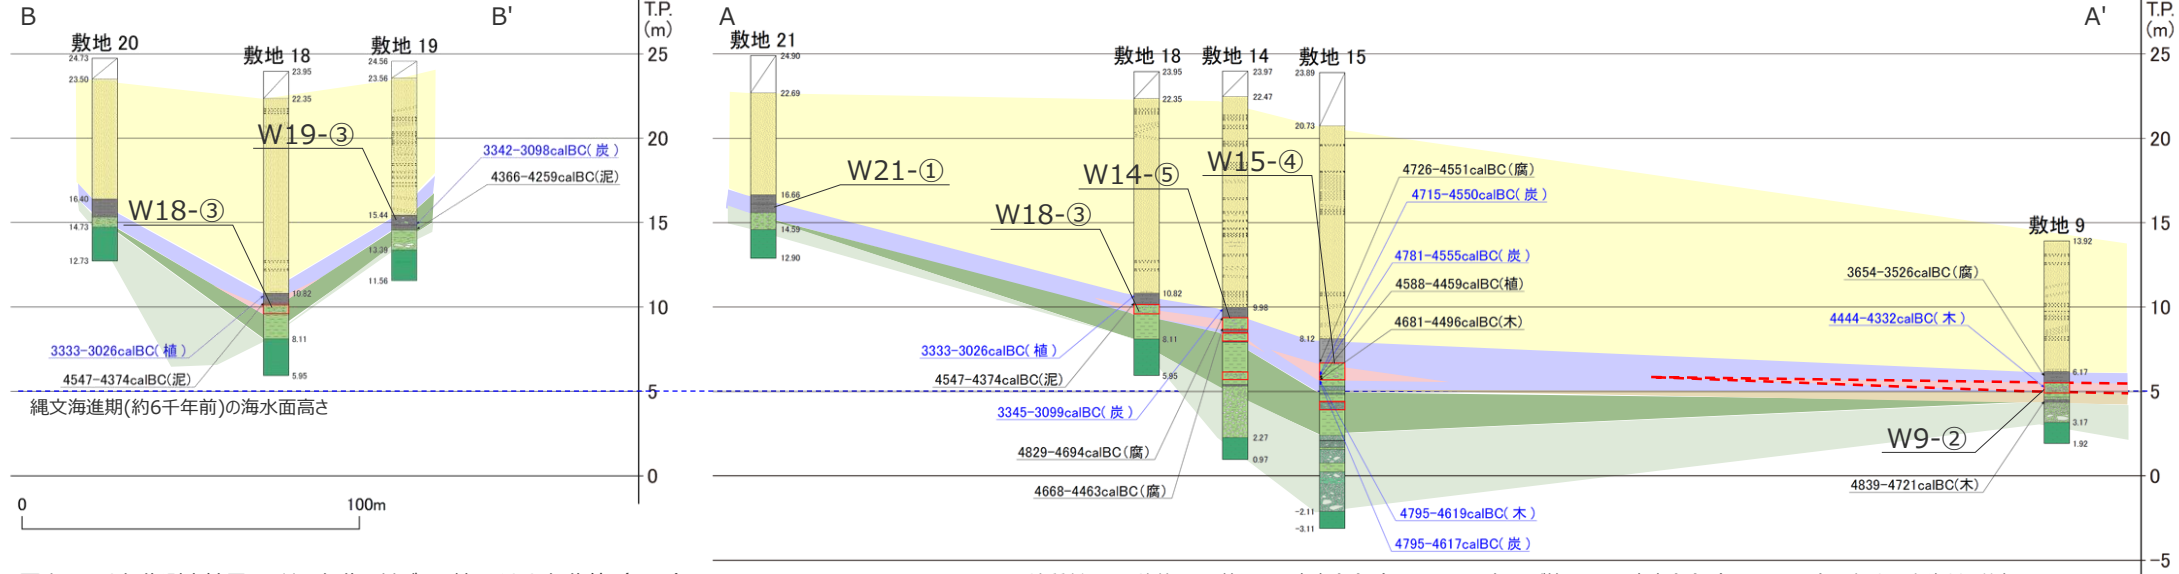 B
B'
T.P.
(m)
25
20
15
10
5
0
敷地 20
24.73
23.50
16.40
14.73
12.73
敷地 18
23.95
22.35
10.82
8.11
5.95
敷地 19
24.56
23.56
15.44
13.39
11.56
W19-③
W18-③
3342-3098calBC( 炭 )
4366-4259calBC(泥)
3333-3026calBC( 植 )
4547-4374calBC(泥)
縄文海進期(約6千年前)の海水面高さ
0
100m
A
A'
敷地 21
24.90
22.69
16.66
14.59
12.90
敷地 18
23.95
22.35
10.82
8.11
5.95
敷地 14
23.97
22.47
9.98
2.27
0.97
敷地 15
23.89
20.73
8.12
-2.11
-3.11
敷地 9
13.92
6.17
3.17
1.92
W21-①
W18-③
W14-⑤
W15-④
W9-②
4726-4551calBC(腐)
4715-4550calBC( 炭 )
4781-4555calBC( 炭 )
4588-4459calBC(植)
4681-4496calBC(木)
3333-3026calBC( 植 )
4547-4374calBC(泥)
3345-3099calBC( 炭 )
4829-4694calBC(腐)
4668-4463calBC(腐)
4795-4619calBC( 木 )
4795-4617calBC( 炭 )
3654-3526calBC(腐)
4444-4332calBC( 木 )
4839-4721calBC(木)
T.P.
(m)
25
20
15
10
5
0
-5